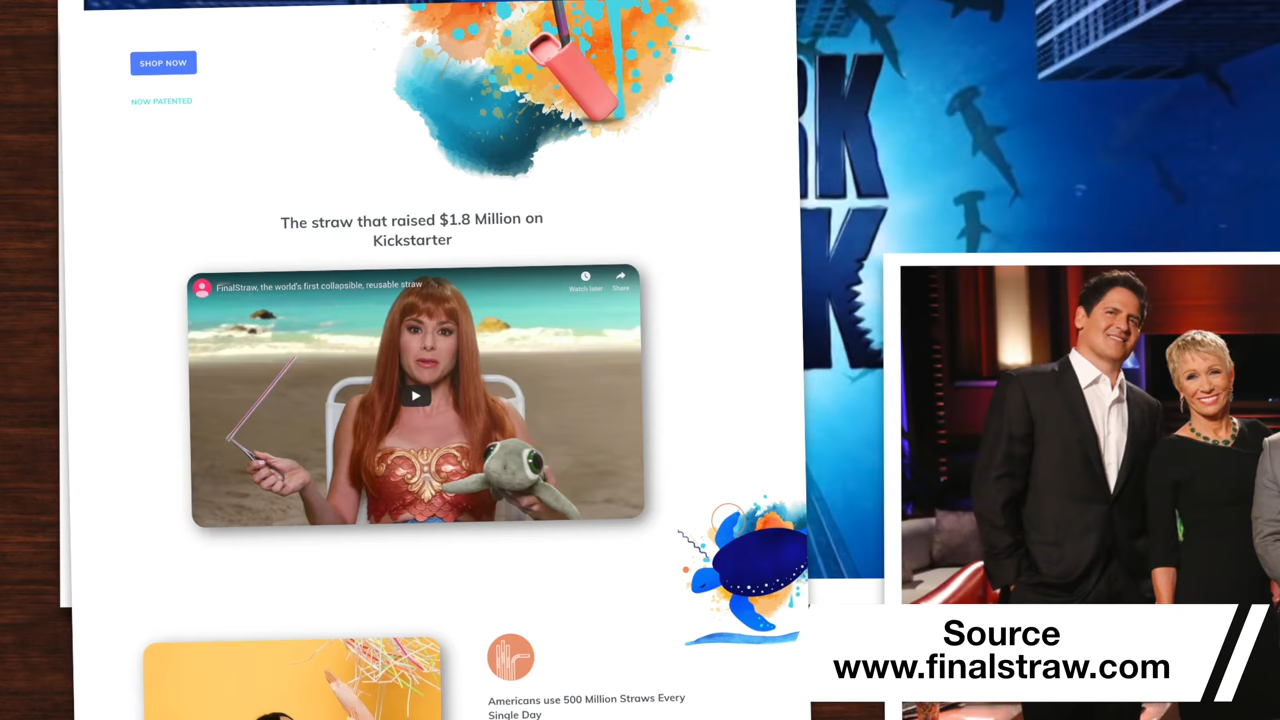 SHOP NOW
NOW PATENTED
The straw that raised $1.8 Million on
Kickstarter
FinalStraw, the world's first collapsible, reusable straw
Watch later
Share
Americans use 500 Million Straws Every
Single Day
RK
K
Source
www.finalstraw.com